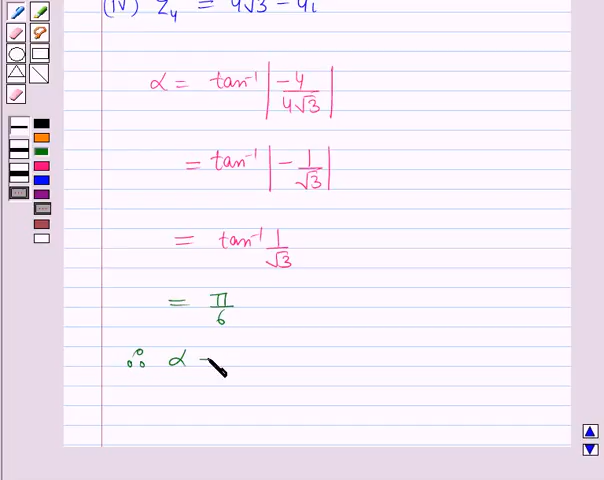 (IV) Z₄ = 4√3 - 4i
α = tan⁻¹ |-4/4√3|
= tan⁻¹ |-1/√3|
= tan⁻¹ 1/√3
= π/6
∴ α -